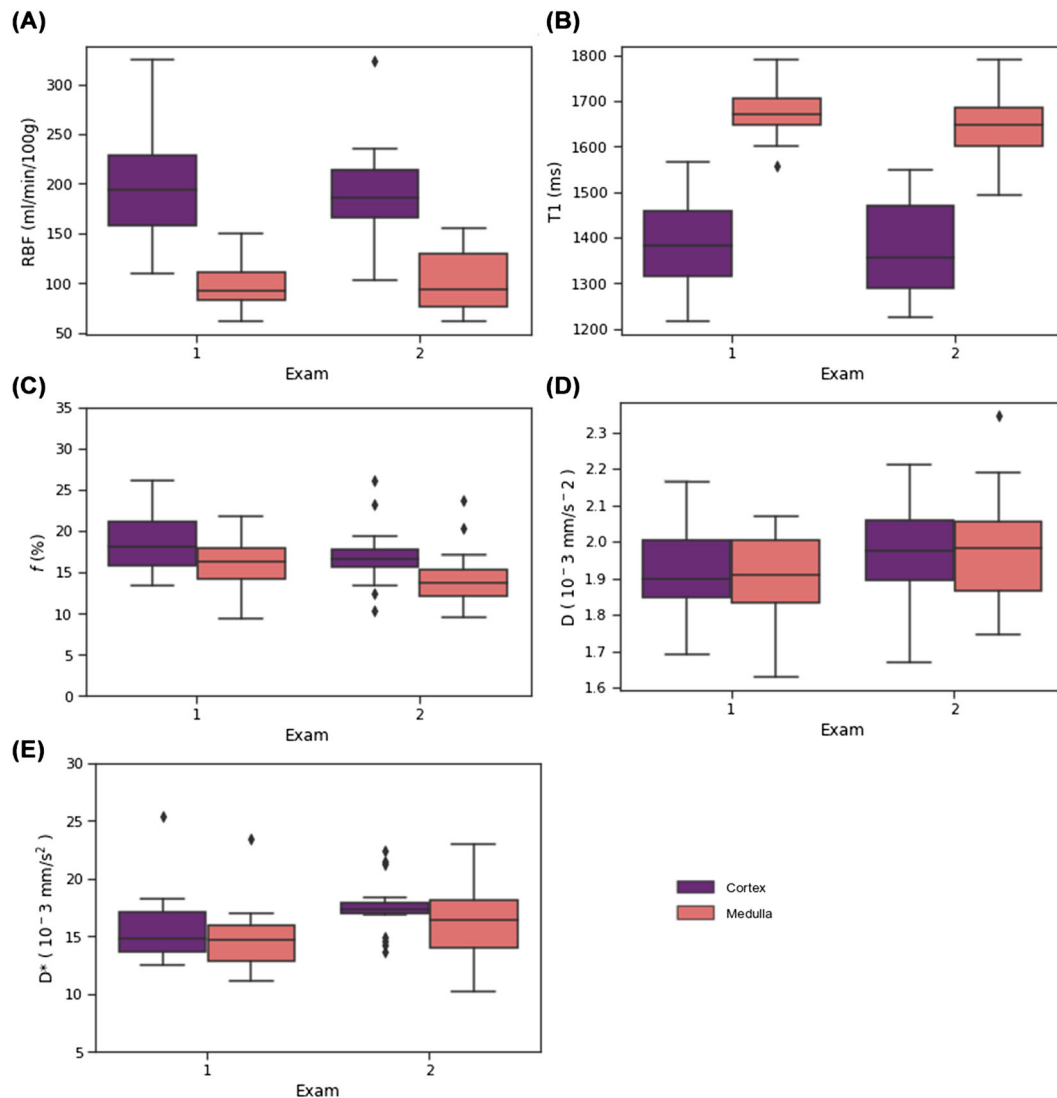 (A)
RBF (ml/min/100g)
300
250
200
150
100
50
1
2
Exam
(B)
T1 (ms)
1800
1700
1600
1500
1400
1300
1200
1
2
Exam
(C)
f (%)
35
30
25
20
15
10
5
0
1
2
Exam
(D)
D ( 10⁻ 3 mm/s⁻ 2 )
2.3
2.2
2.1
2.0
1.9
1.8
1.7
1.6
1
2
Exam
(E)
D* ( 10⁻ 3 mm/s² )
30
25
20
15
10
5
1
2
Exam
Cortex
Medulla